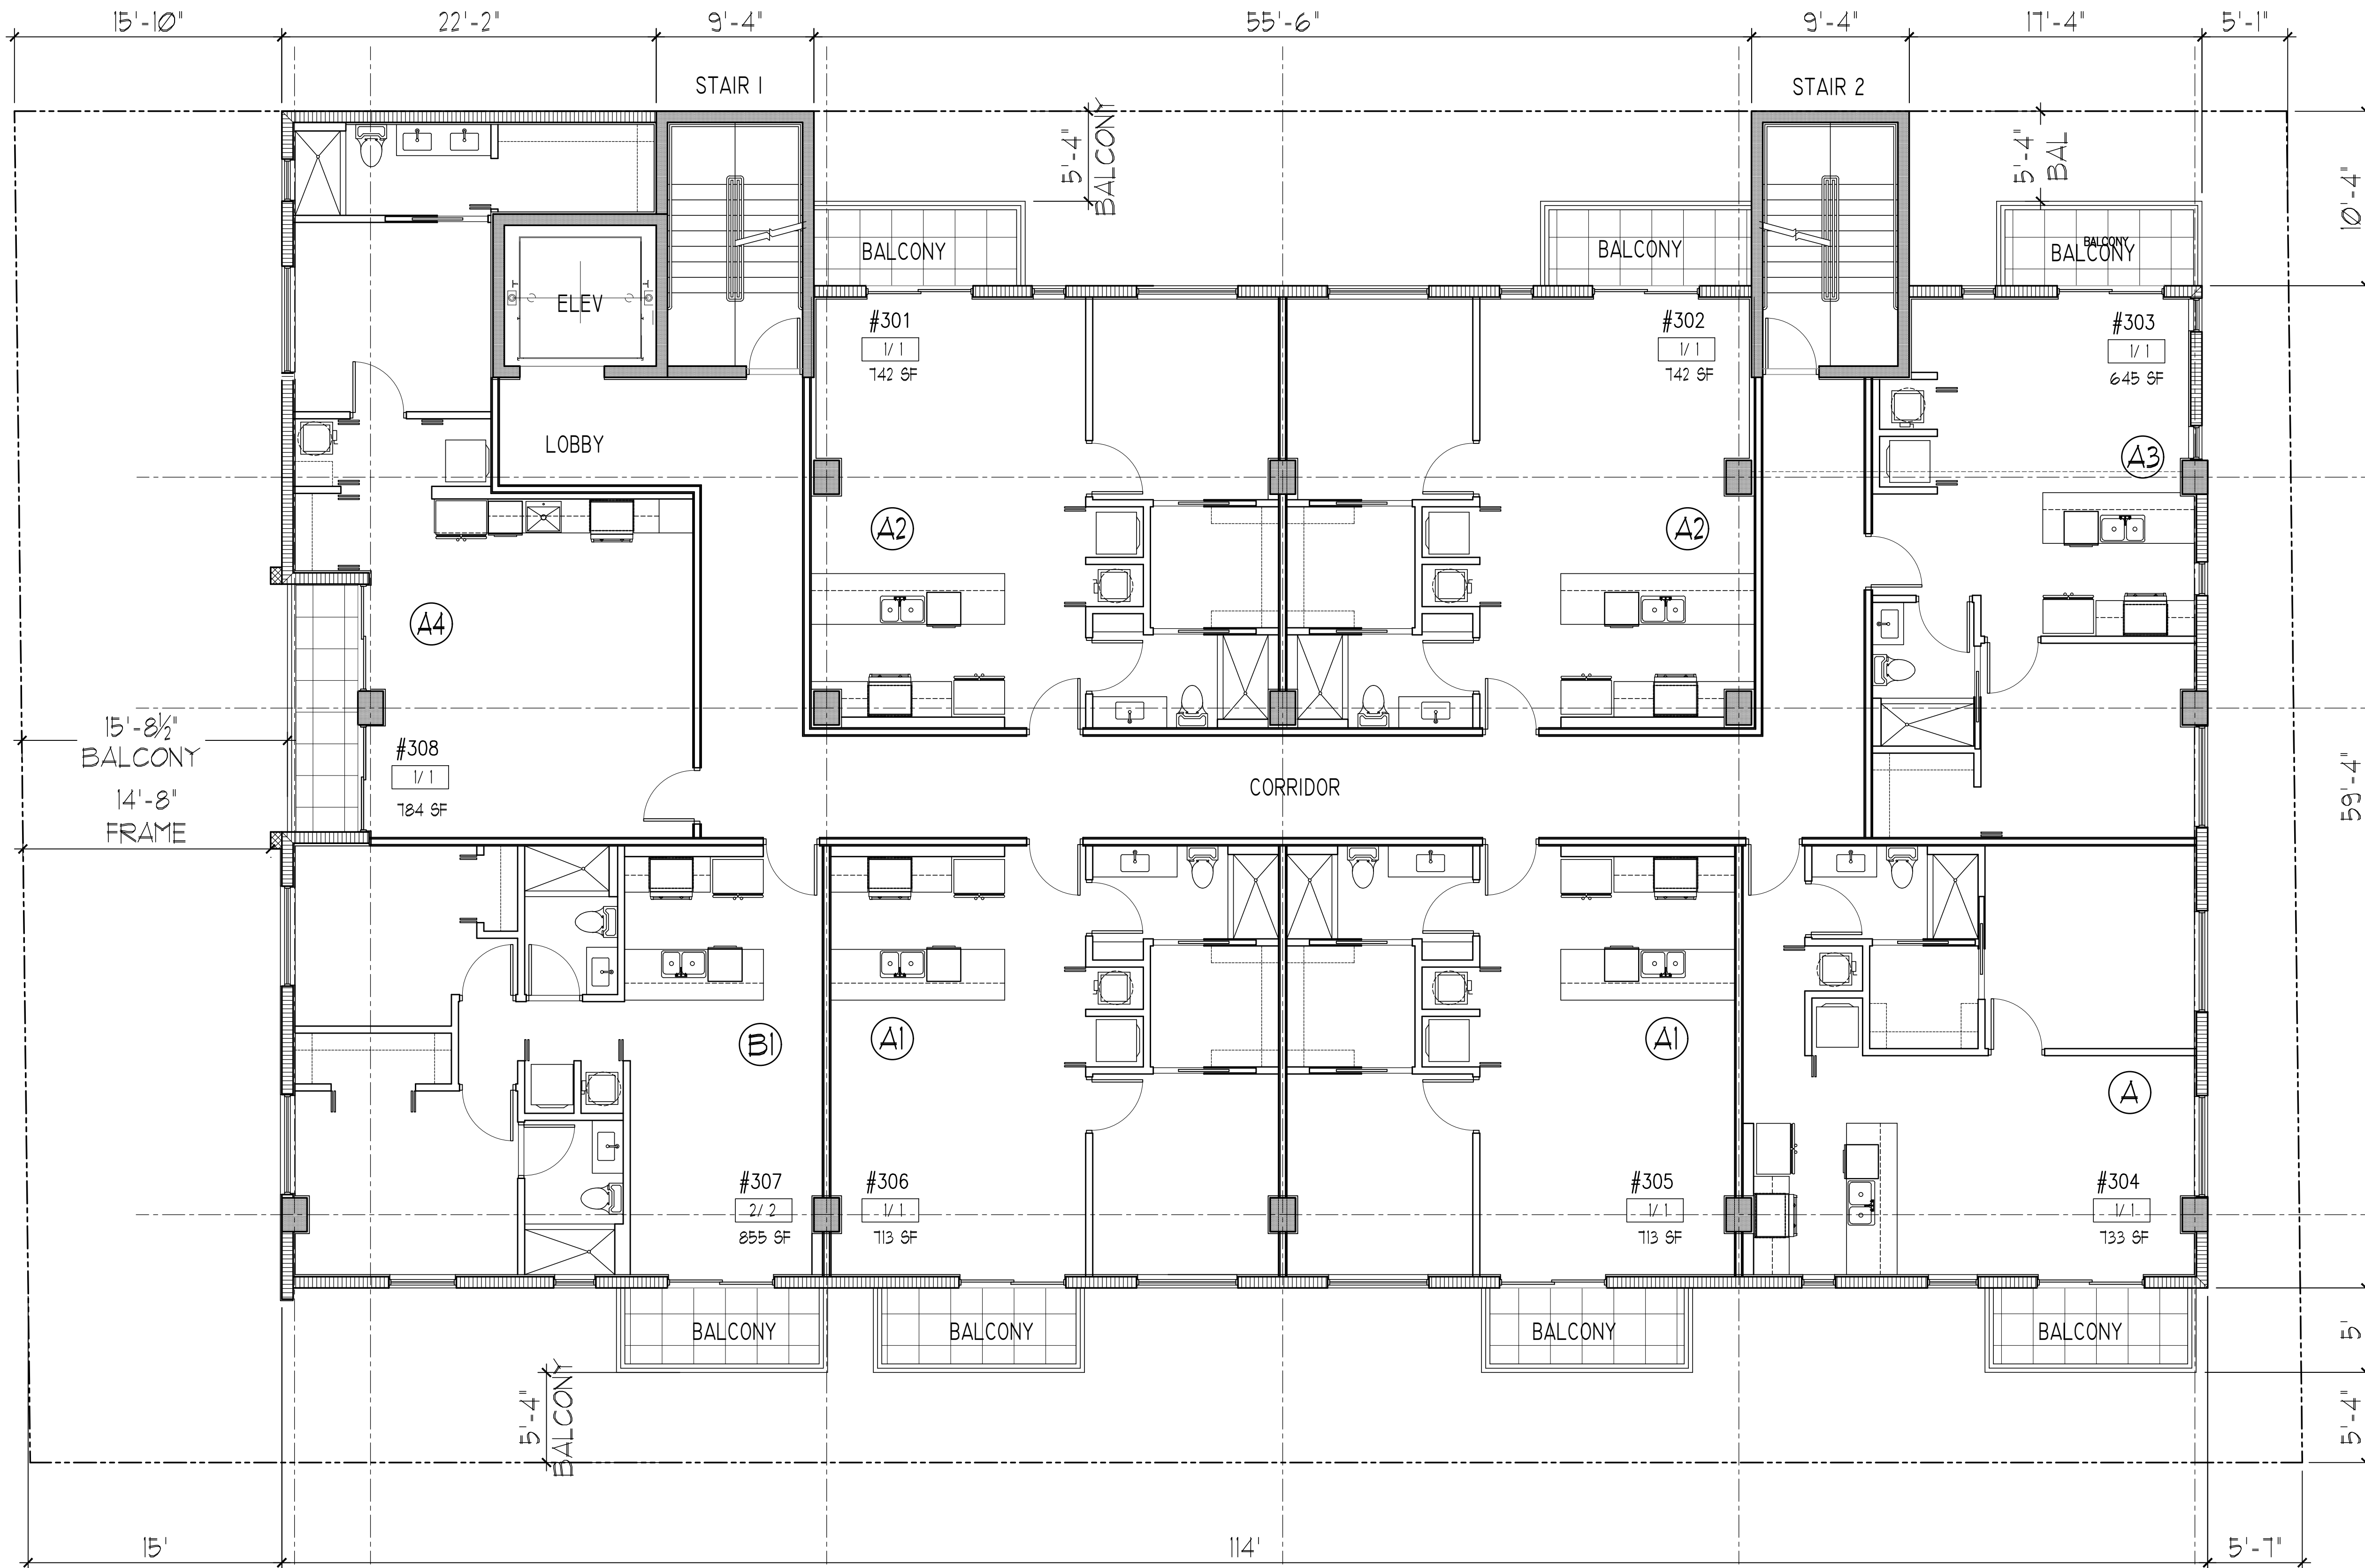 15'-10"
22'-2"
9'-4"
55'-6"
9'-4"
17'-4"
5'-1"
STAIR 1
STAIR 2
5'-4"
BALCONY
5'-4"
BAL
10'-4"
BALCONY
BALCONY
BALCONY
BALCONY
ELEV
#301
1/1
742 SF
#302
1/1
742 SF
#303
1/1
645 SF
LOBBY
A3
A2
A2
A4
15'-8½"
BALCONY
14'-8"
FRAME
#308
1/1
784 SF
CORRIDOR
59'-4"
B1
A1
A1
A
#307
2/2
855 SF
#306
1/1
713 SF
#305
1/1
713 SF
#304
1/1
733 SF
BALCONY
BALCONY
BALCONY
BALCONY
5'
5'-4"
BALCONY
5'-4"
15'
114'
5'-7"